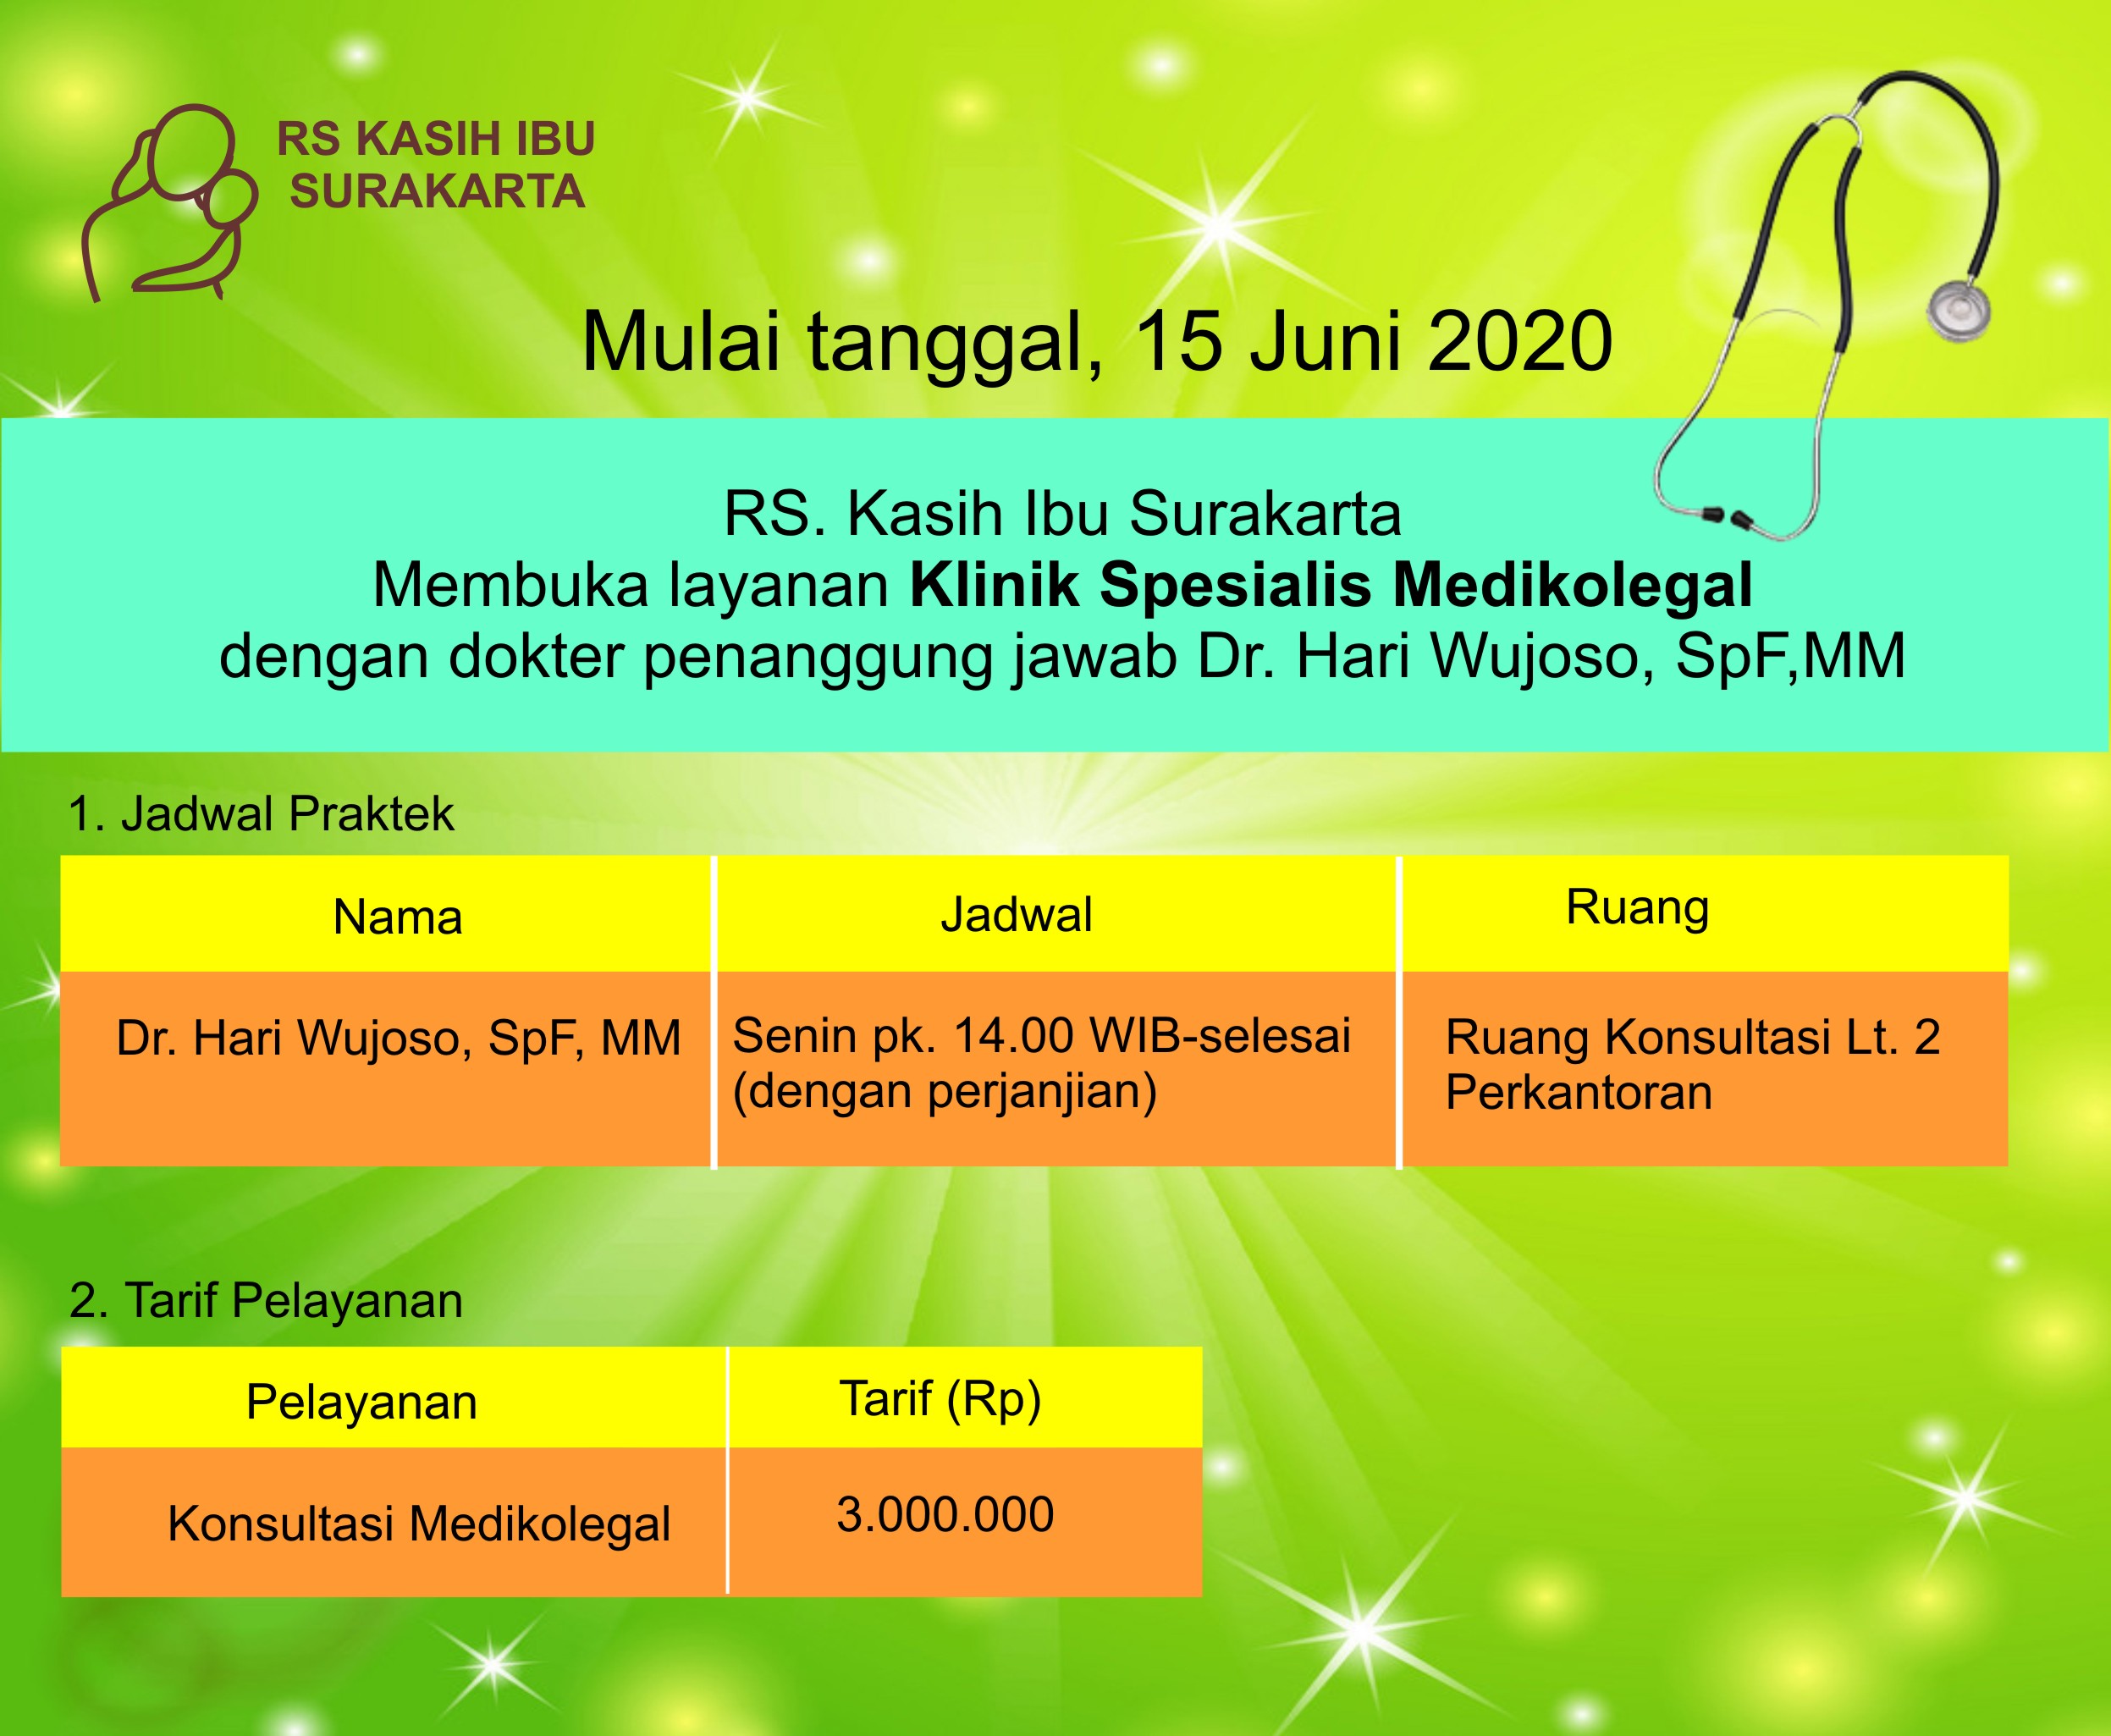 RS KASIH IBU
SURAKARTA
Mulai tanggal, 15 Juni 2020
RS. Kasih Ibu Surakarta
Membuka layanan Klinik Spesialis Medikolegal
dengan dokter penanggung jawab Dr. Hari Wujoso, SpF,MM
1. Jadwal Praktek
Nama Jadwal Ruang
Dr. Hari Wujoso, SpF, MM Senin pk. 14.00 WIB-selesai Ruang Konsultasi Lt. 2
(dengan perjanjian) Perkantoran
2. Tarif Pelayanan
Pelayanan Tarif (Rp)
Konsultasi Medikolegal 3.000.000